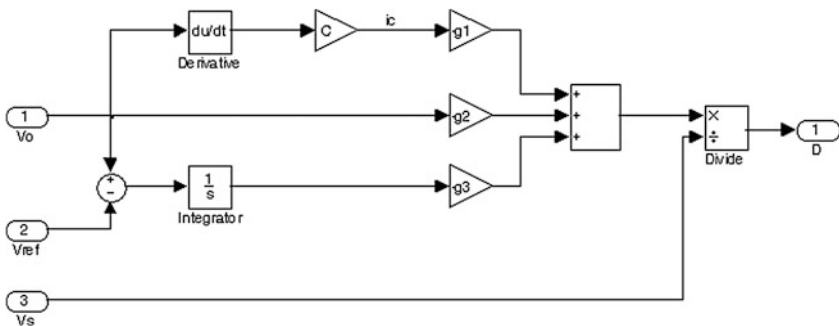 du/dt
Derivative
C
ic
-g1
1
Vo
-g2
+
+
+
×
÷
Divide
1
D
+
−
1
s
Integrator
-g3
2
Vref
3
Vs